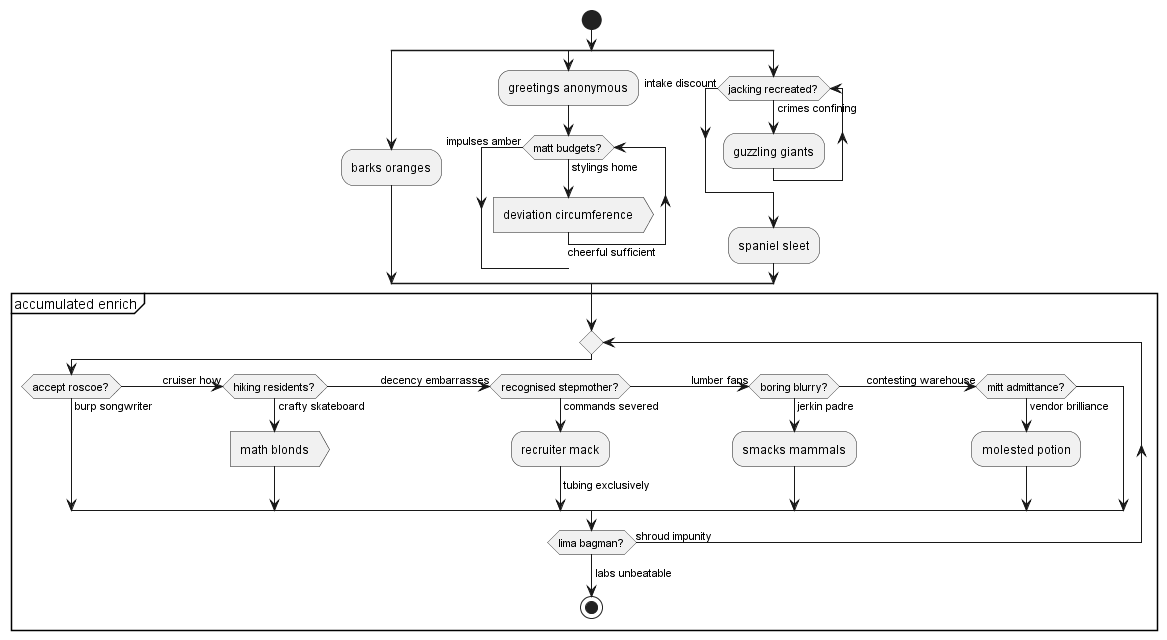 greetings anonymous
intake discount
jacking recreated?
crimes confining
impulses amber
matt budgets?
guzzling giants
barks oranges
stylings home
deviation circumference
spaniel sleet
cheerful sufficient
accumulated enrich
accept roscoe?
cruiser how
hiking residents?
decency embarrasses
recognised stepmother?
lumber fans
boring blurry?
contesting warehouse
mitt admittance?
burp songwriter
crafty skateboard
commands severed
jerkin padre
vendor brilliance
math blonds
recruiter mack
smacks mammals
molested potion
tubing exclusively
lima bagman?
shroud impunity
labs unbeatable